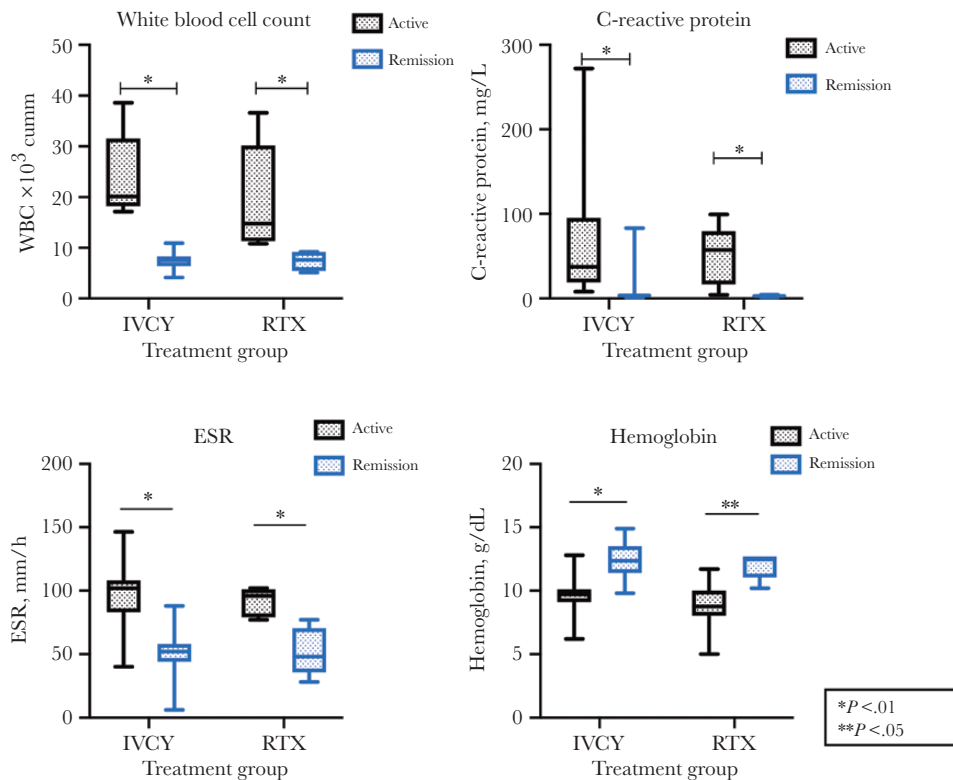 White blood cell count
Active
Remission
*
*
WBC ×10³ cumm
50
40
30
20
10
0
IVCY
RTX
Treatment group
C-reactive protein
Active
Remission
*
*
C-reactive protein, mg/L
300
200
100
0
IVCY
RTX
Treatment group
ESR
Active
Remission
*
*
ESR, mm/h
200
150
100
50
0
IVCY
RTX
Treatment group
Hemoglobin
Active
Remission
*
**
Hemoglobin, g/dL
20
15
10
5
0
IVCY
RTX
Treatment group
*P<.01
**P<.05